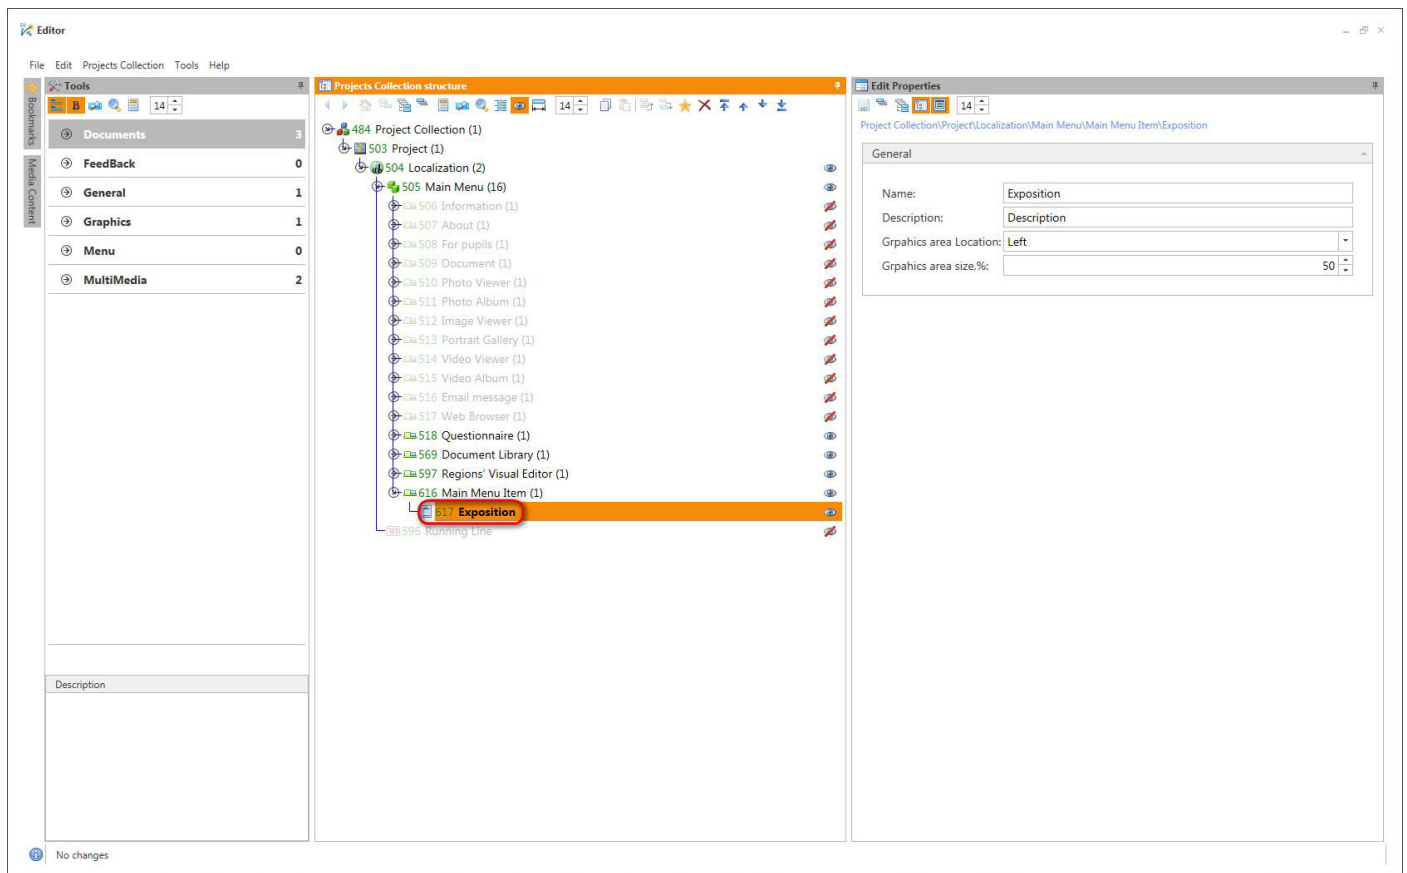 Editor
File Edit Projects Collection Tools Help
Bookmarks
Media Content
Tools
B 14
Documents 3
FeedBack 0
General 1
Graphics 1
Menu 0
MultiMedia 2
Description
Projects Collection structure
14
484 Project Collection (1)
503 Project (1)
504 Localization (2)
505 Main Menu (16)
506 Information (1)
507 About (1)
508 For pupils (1)
509 Document (1)
510 Photo Viewer (1)
511 Photo Album (1)
512 Image Viewer (1)
513 Portrait Gallery (1)
514 Video Viewer (1)
515 Video Album (1)
516 Email message (1)
517 Web Browser (1)
518 Questionnaire (1)
569 Document Library (1)
597 Regions' Visual Editor (1)
616 Main Menu Item (1)
617 Exposition
596 Running Line
Edit Properties
14
Project Collection\Project\Localization\Main Menu\Main Menu Item\Exposition
General
Name: Exposition
Description: Description
Grpahics area Location: Left
Grpahics area size,%: 50
No changes